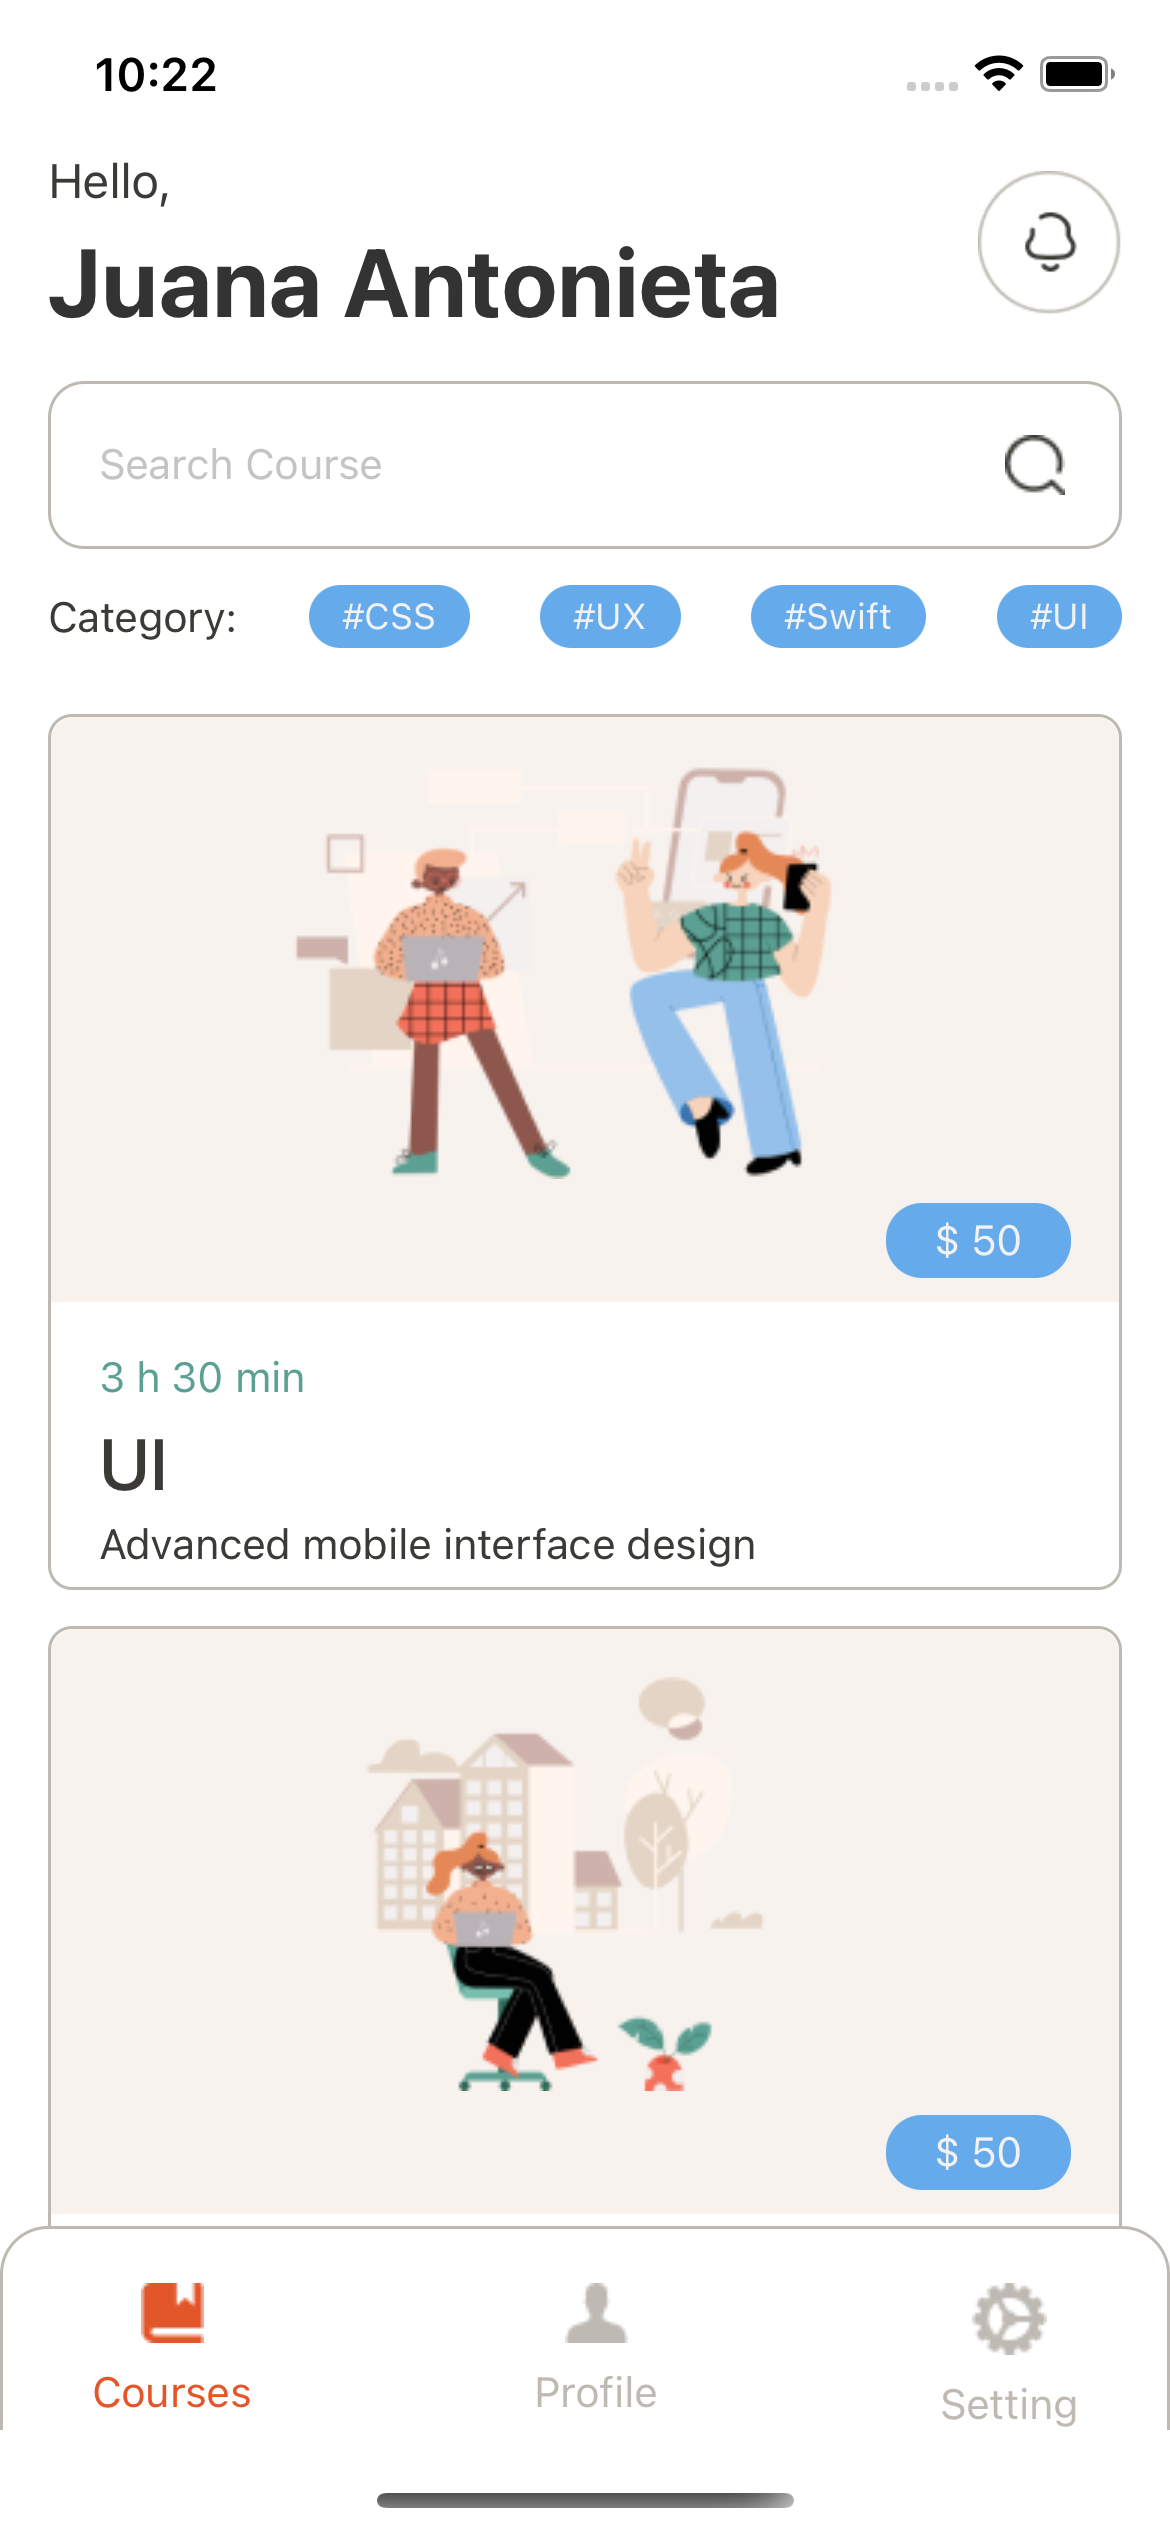 10:22
Hello,
Juana Antonieta
Search Course
Category: #CSS #UX #Swift #UI
$ 50
3 h 30 min
UI
Advanced mobile interface design
$ 50
Courses Profile Setting